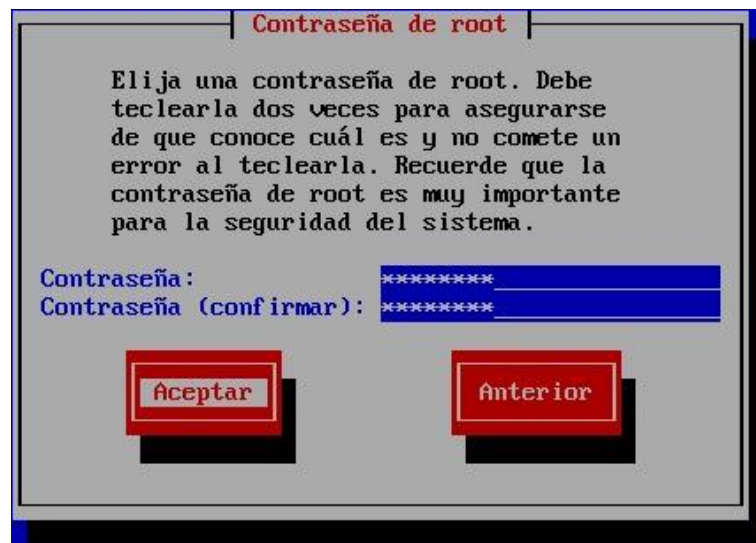 Contraseña de root
Elija una contraseña de root. Debe
teclearla dos veces para asegurarse
de que conoce cuál es y no comete un
error al teclearla. Recuerde que la
contraseña de root es muy importante
para la seguridad del sistema.
Contraseña: ********
Contraseña (confirmar): ********
Aceptar Anterior